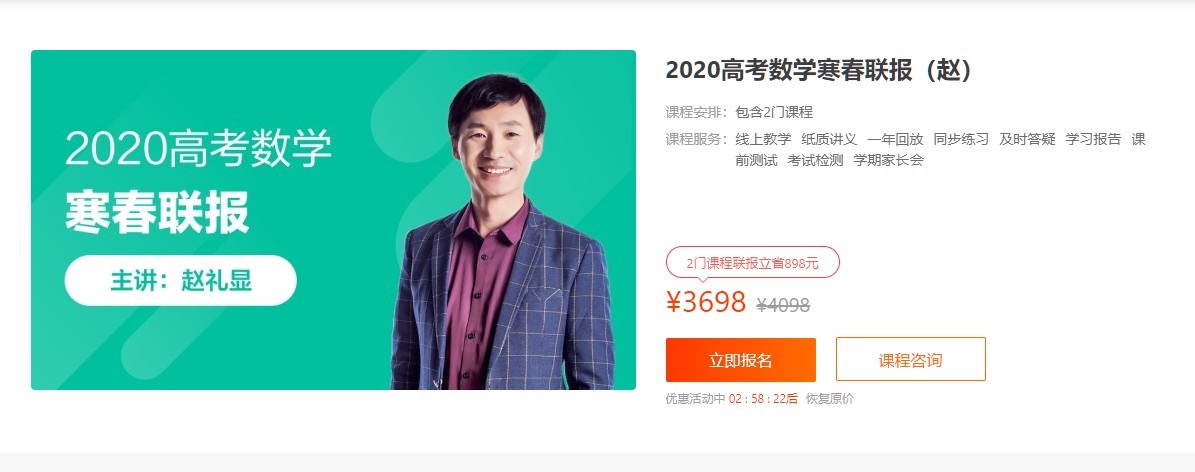 2020高考数学
寒春联报
主讲：赵礼显
2020高考数学寒春联报（赵）
课程安排： 包含2门课程
课程服务： 线上教学 纸质讲义 一年回放 同步练习 及时答疑 学习报告 课
前测试 考试检测 学期家长会
2门课程联报立省898元
¥3698 ¥4098
立即报名 课程咨询
优惠活动中 02 : 58 : 22后 恢复原价